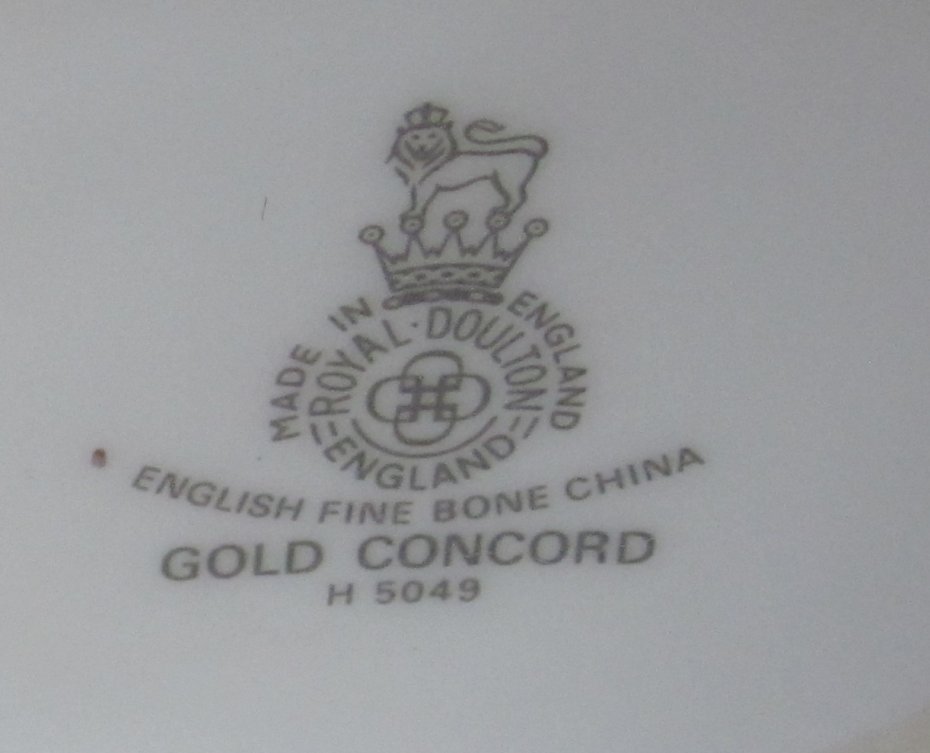 MADE IN ENGLAND
ROYAL·DOULTON
ENGLAND
ENGLISH FINE BONE CHINA
GOLD CONCORD
H 5049